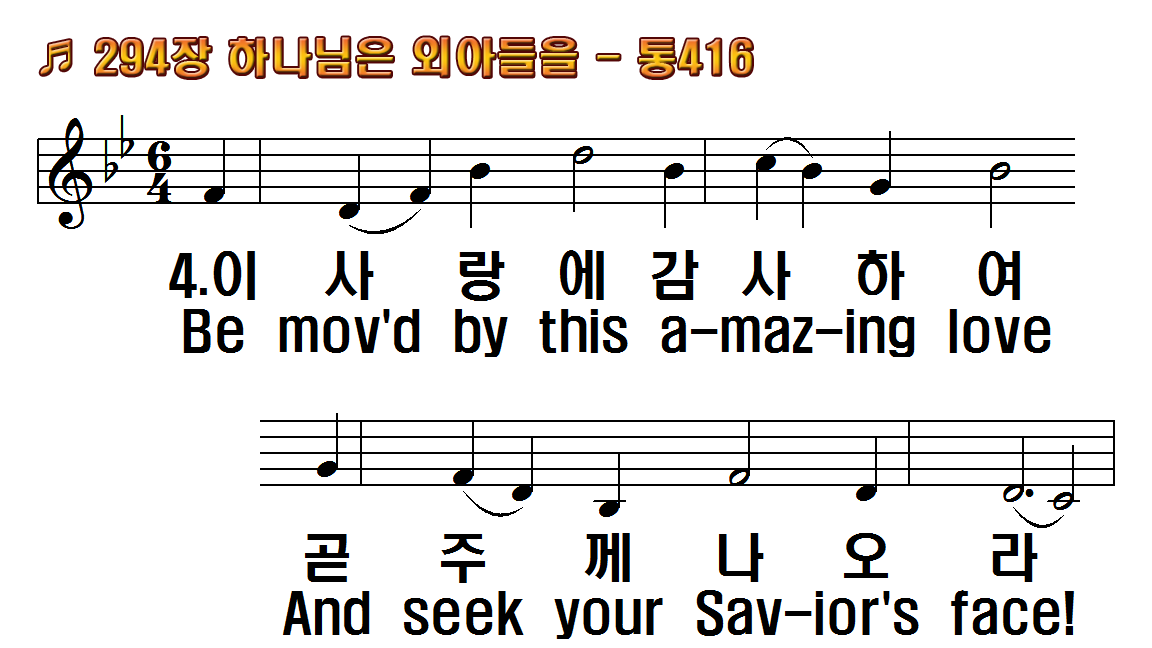 ♬ 294장 하나님은 외아들을 - 통416
6
4
4.이 사 랑 에 감 사 하 여
Be mov'd by this a-maz-ing love
곧 주 께 나 오 라
And seek your Sav-ior's face!